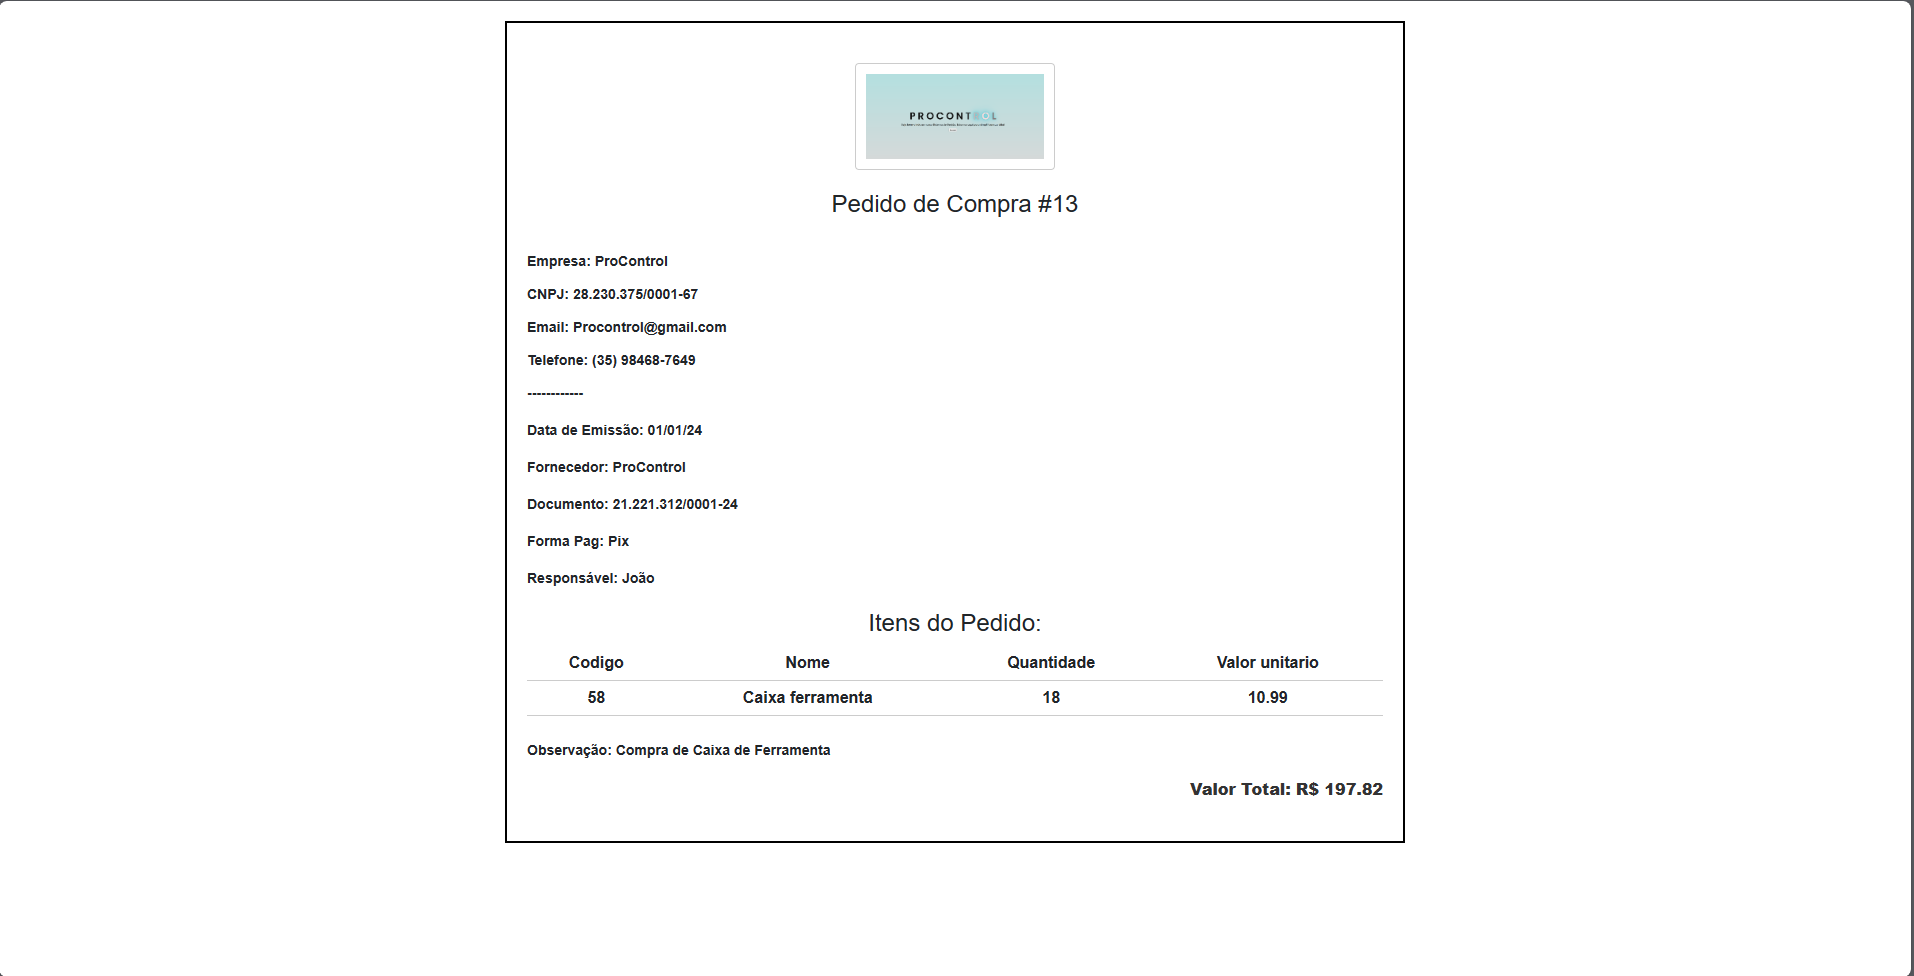 PROCONTROL
Pedido de Compra #13
Empresa: ProControl
CNPJ: 28.230.375/0001-67
Email: Procontrol@gmail.com
Telefone: (35) 98468-7649
------------
Data de Emissão: 01/01/24
Fornecedor: ProControl
Documento: 21.221.312/0001-24
Forma Pag: Pix
Responsável: João
Itens do Pedido:
Codigo Nome Quantidade Valor unitario
58 Caixa ferramenta 18 10.99
Observação: Compra de Caixa de Ferramenta
Valor Total: R$ 197.82